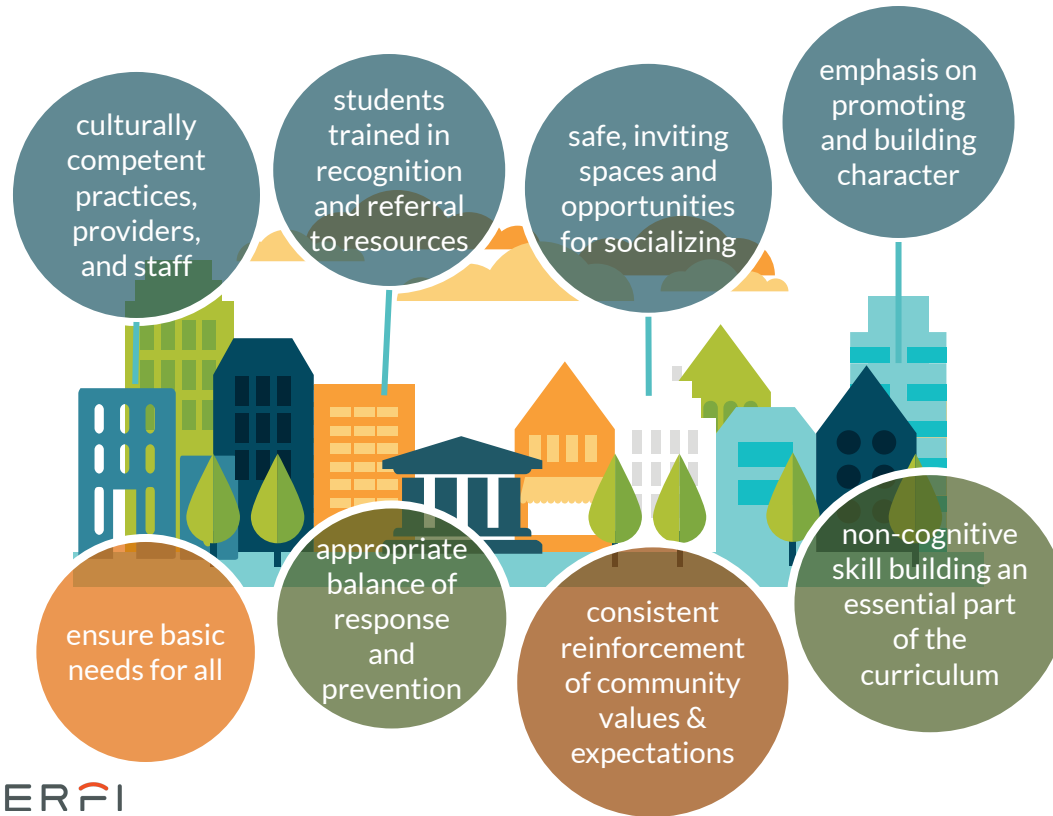 culturally
competent
practices,
providers,
and staff
students
trained in
recognition
and referral
to resources
safe, inviting
spaces and
opportunities
for socializing
emphasis on
promoting
and building
character
ensure basic
needs for all
appropriate
balance of
response
and
prevention
consistent
reinforcement
of community
values &
expectations
non-cognitive
skill building an
essential part
of the
curriculum
ERFI